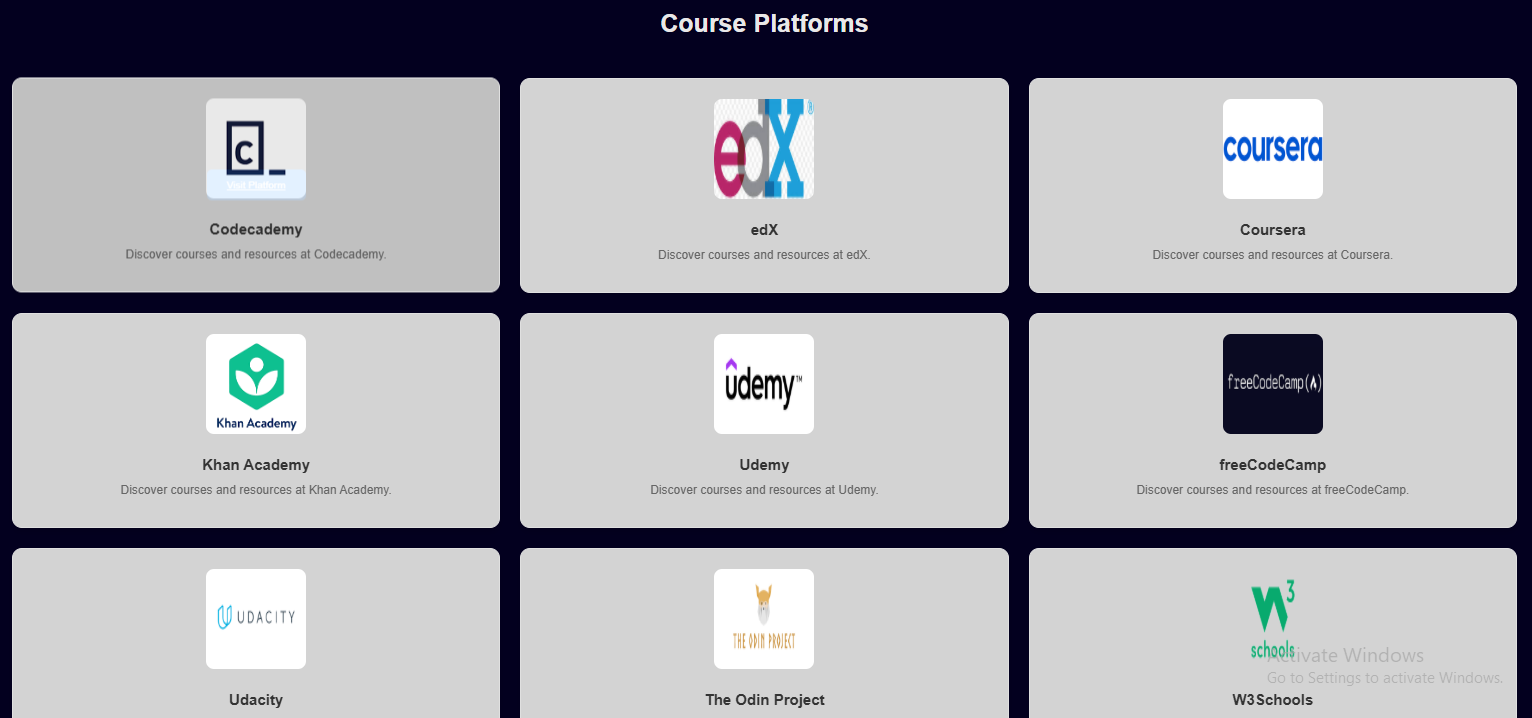 Course Platforms
C_
Visit Platform
Codecademy
Discover courses and resources at Codecademy.
edX®
edX
Discover courses and resources at edX.
coursera
Coursera
Discover courses and resources at Coursera.
Khan Academy
Khan Academy
Discover courses and resources at Khan Academy.
ûdemy™
Udemy
Discover courses and resources at Udemy.
freeCodeCamp(
freeCodeCamp
Discover courses and resources at freeCodeCamp.
UDACITY
Udacity
THE ODIN PROJECT
The Odin Project
W3
schools
W3Schools
Activate Windows
Go to Settings to activate Windows.